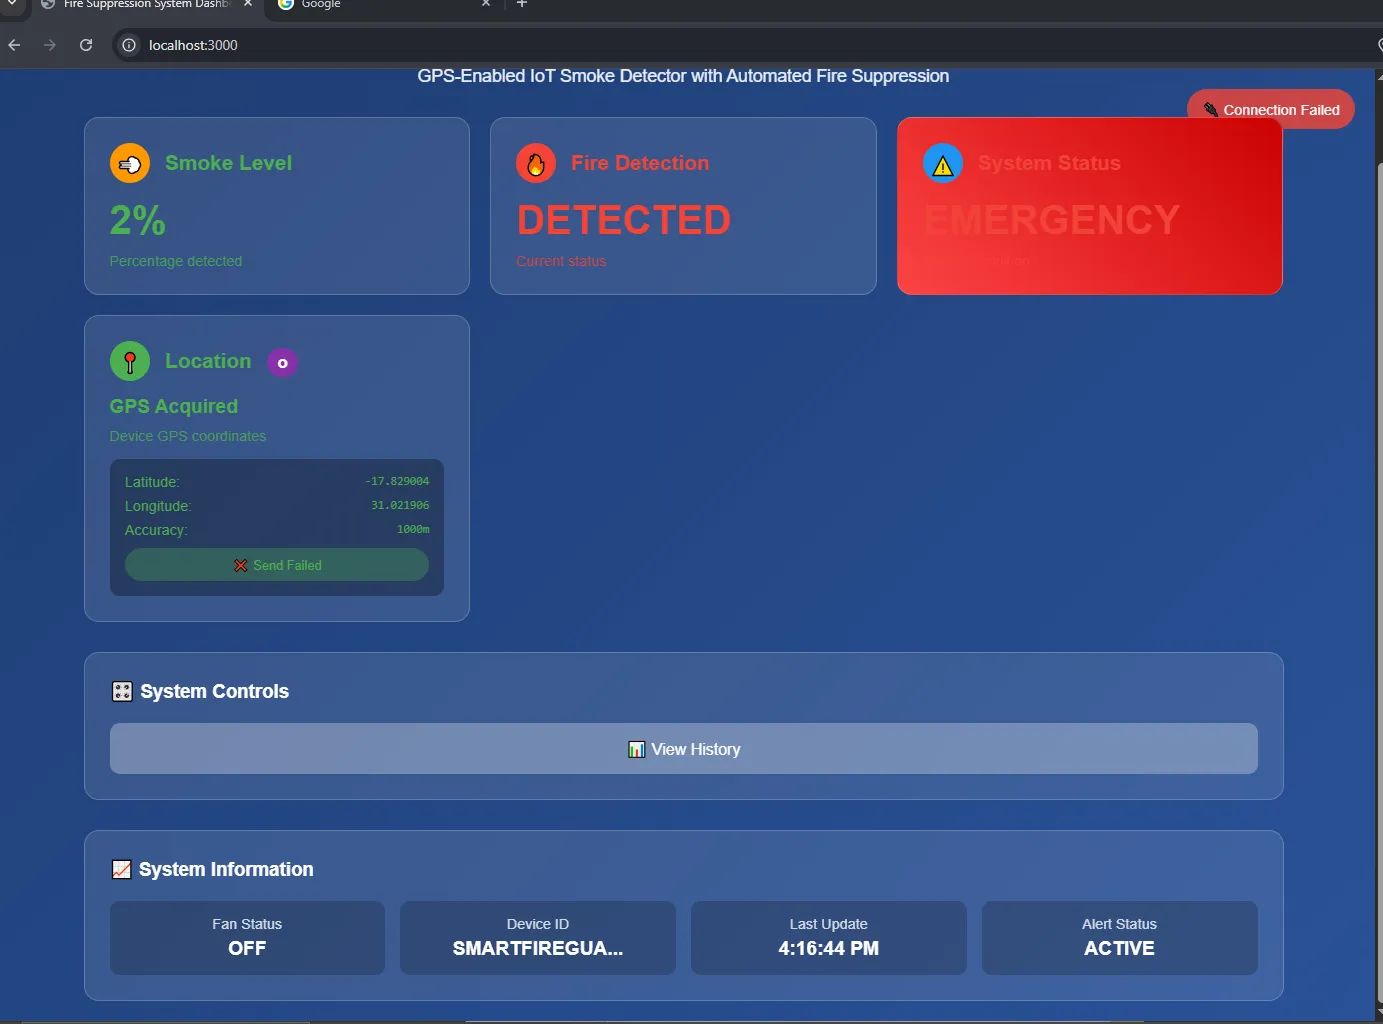 Fire Suppression System Dashb
Google
localhost:3000
GPS-Enabled IoT Smoke Detector with Automated Fire Suppression
Connection Failed
Smoke Level
2%
Percentage detected
Fire Detection
DETECTED
Current status
System Status
EMERGENCY
Location
GPS Acquired
Device GPS coordinates
Latitude: -17.829004
Longitude: 31.021906
Accuracy: 1000m
Send Failed
System Controls
View History
System Information
Fan Status
OFF
Device ID
SMARTFIREGUA...
Last Update
4:16:44 PM
Alert Status
ACTIVE